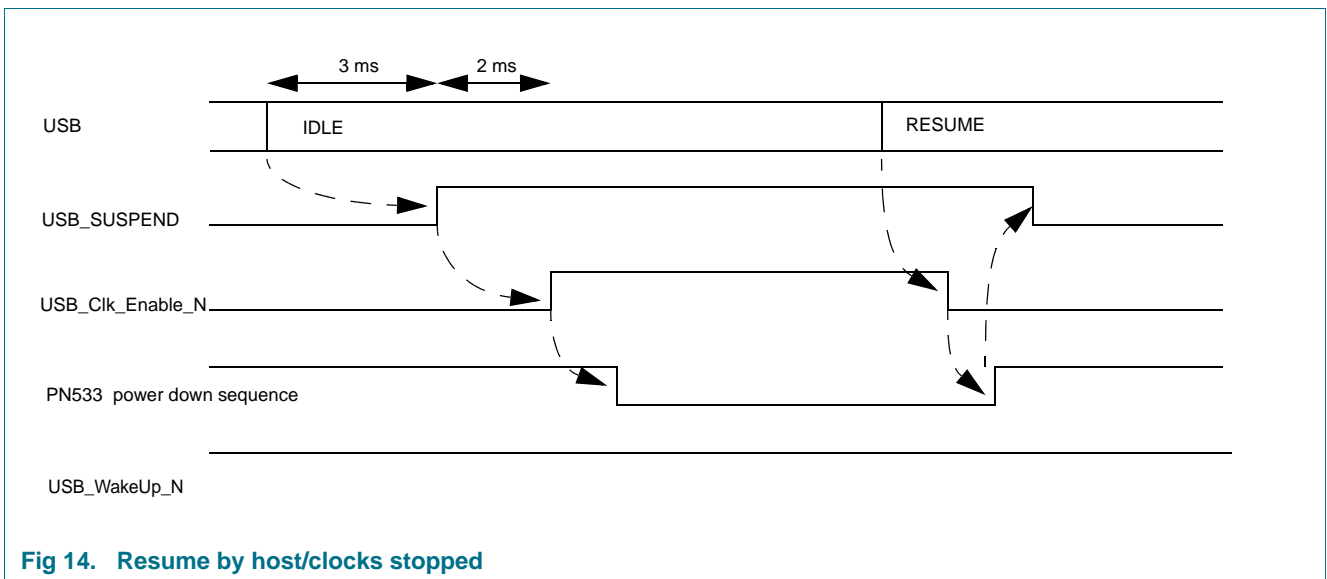 3 ms
2 ms
USB
IDLE
RESUME
USB_SUSPEND
USB_Clk_Enable_N
PN533 power down sequence
USB_WakeUp_N
Fig 14. Resume by host/clocks stopped